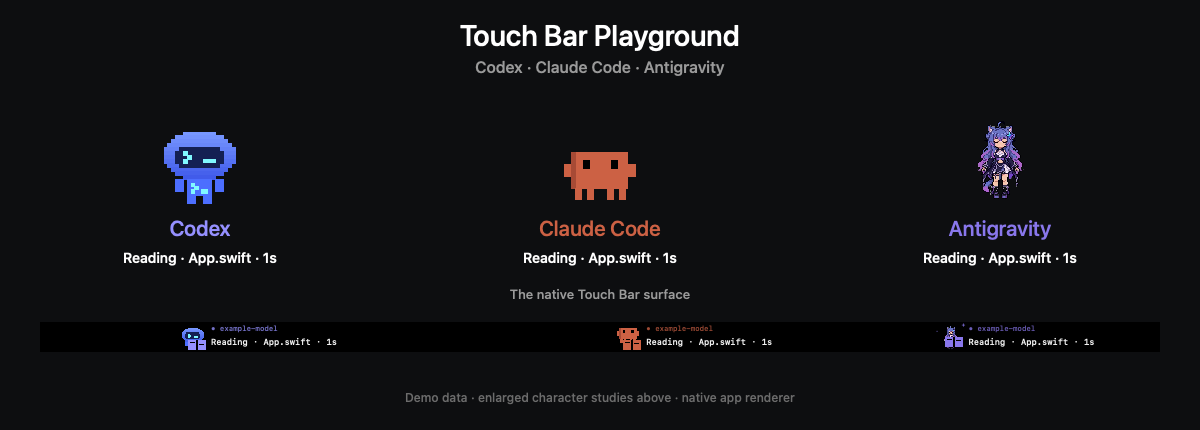 Touch Bar Playground
Codex · Claude Code · Antigravity
Codex
Claude Code
Antigravity
Reading · App.swift · 1s
Reading · App.swift · 1s
Reading · App.swift · 1s
The native Touch Bar surface
• example-model
• example-model
• example-model
Reading · App.swift · 1s
Reading · App.swift · 1s
Reading · App.swift · 1s
Demo data · enlarged character studies above · native app renderer